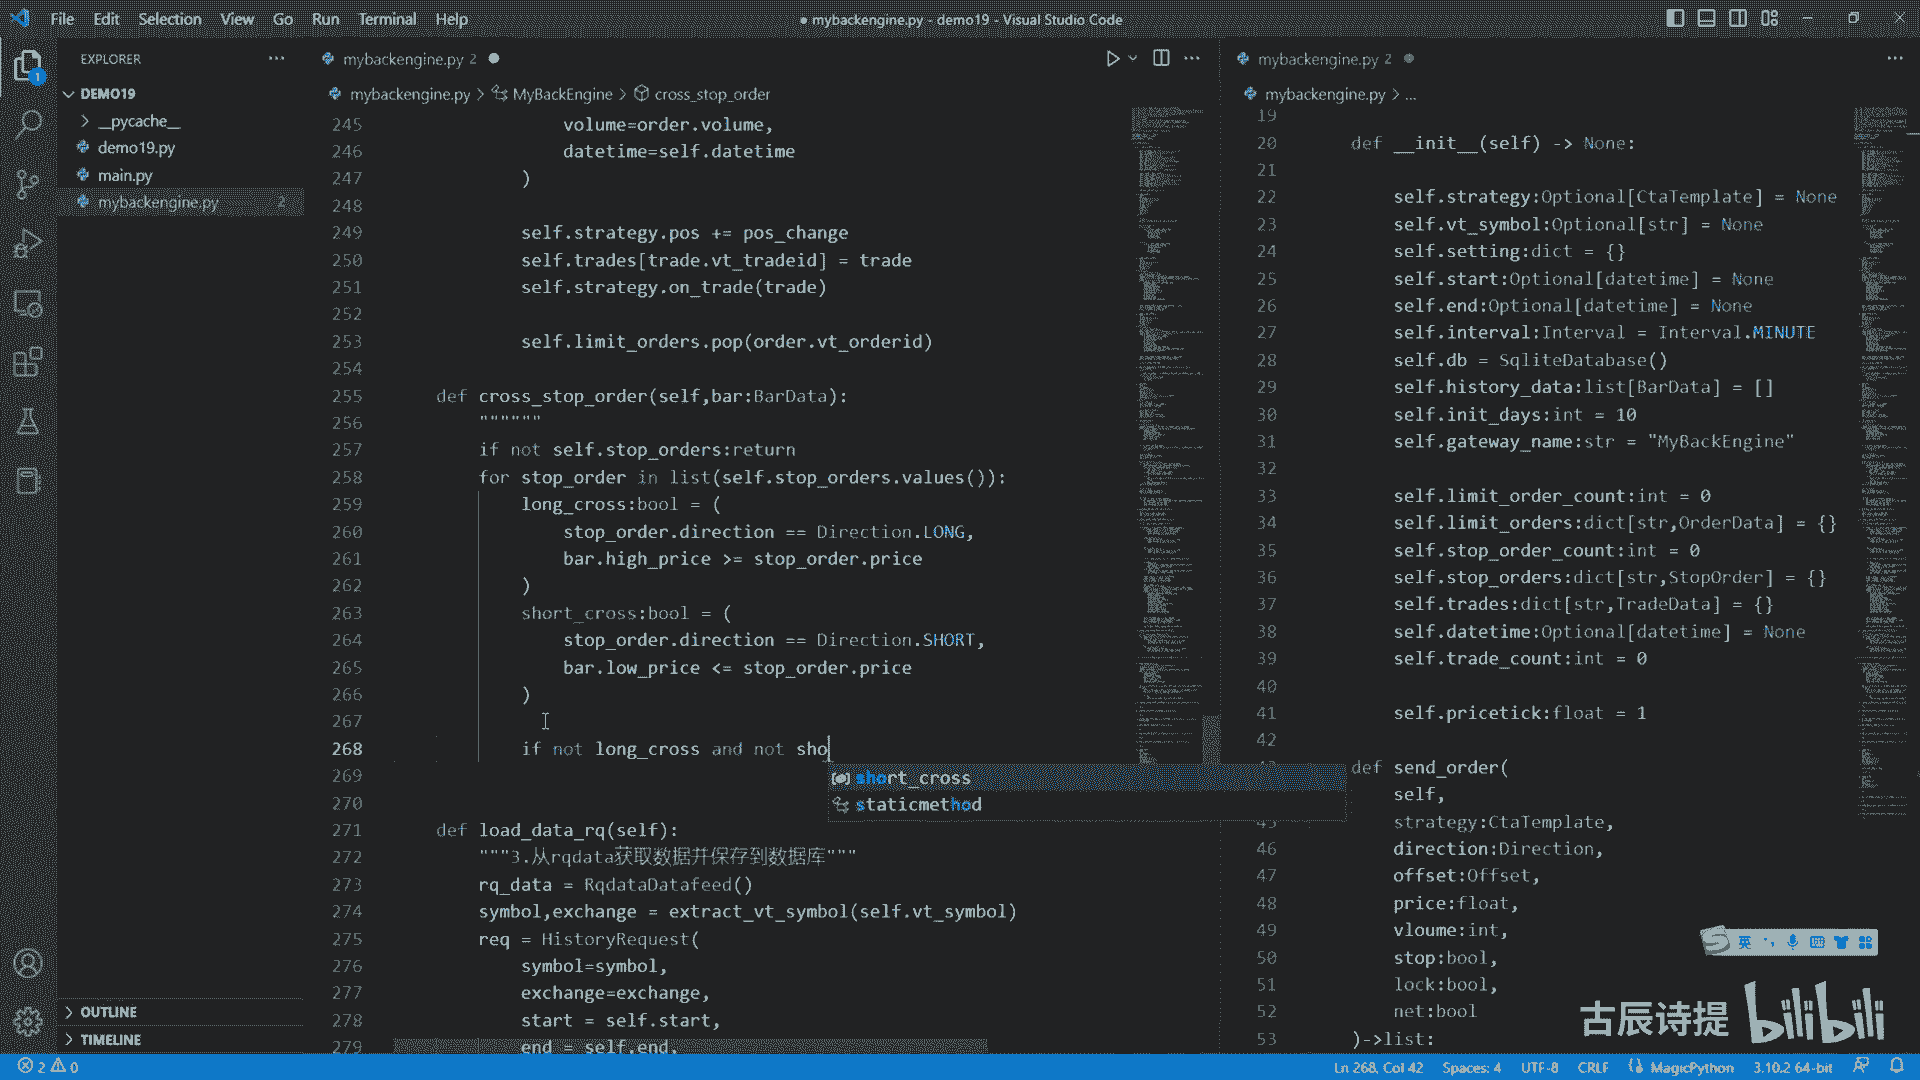 File Edit Selection View Go Run Terminal Help
● mybackengine.py - demo19 - Visual Studio Code
EXPLORER
DEMO19
__pycache__
demo19.py
main.py
mybackengine.py 2
OUTLINE
TIMELINE
mybackengine.py 2
mybackengine.py > MyBackEngine > cross_stop_order
245 volume=order.volume,
246 datetime=self.datetime
247 )
248
249 self.strategy.pos += pos_change
250 self.trades[trade.vt_tradeid] = trade
251 self.strategy.on_trade(trade)
252
253 self.limit_orders.pop(order.vt_orderid)
254
255 def cross_stop_order(self,bar:BarData):
256 """"""
257 if not self.stop_orders:return
258 for stop_order in list(self.stop_orders.values()):
259 long_cross:bool = (
260 stop_order.direction == Direction.LONG,
261 bar.high_price >= stop_order.price
262 )
263 short_cross:bool = (
264 stop_order.direction == Direction.SHORT,
265 bar.low_price <= stop_order.price
266 )
267
268 if not long_cross and not sho
short_cross
staticmethod
269
270
271 def load_data_rq(self):
272 """3.从rqdata获取数据并保存到数据库"""
273 rq_data = RqdataDatafeed()
274 symbol,exchange = extract_vt_symbol(self.vt_symbol)
275 req = HistoryRequest(
276 symbol=symbol,
277 exchange=exchange,
278 start = self.start,
279 end = self.end,
mybackengine.py 2
mybackengine.py > ...
19
20 def __init__(self) -> None:
21
22 self.strategy:Optional[CtaTemplate] = None
23 self.vt_symbol:Optional[str] = None
24 self.setting:dict = {}
25 self.start:Optional[datetime] = None
26 self.end:Optional[datetime] = None
27 self.interval:Interval = Interval.MINUTE
28 self.db = SqliteDatabase()
29 self.history_data:list[BarData] = []
30 self.init_days:int = 10
31 self.gateway_name:str = "MyBackEngine"
32
33 self.limit_order_count:int = 0
34 self.limit_orders:dict[str,OrderData] = {}
35 self.stop_order_count:int = 0
36 self.stop_orders:dict[str,StopOrder] = {}
37 self.trades:dict[str,TradeData] = {}
38 self.datetime:Optional[datetime] = None
39 self.trade_count:int = 0
40
41 self.pricetick:float = 1
42
def send_order(
self,
45 strategy:CtaTemplate,
46 direction:Direction,
47 offset:Offset,
48 price:float,
49 vloume:int,
50 stop:bool,
51 lock:bool,
52 net:bool
53 )->list:
英
古辰诗提 bilibili
2 0
Ln 268, Col 42 Spaces: 4 UTF-8 CRLF MagicPython 3.10.2 64-bit